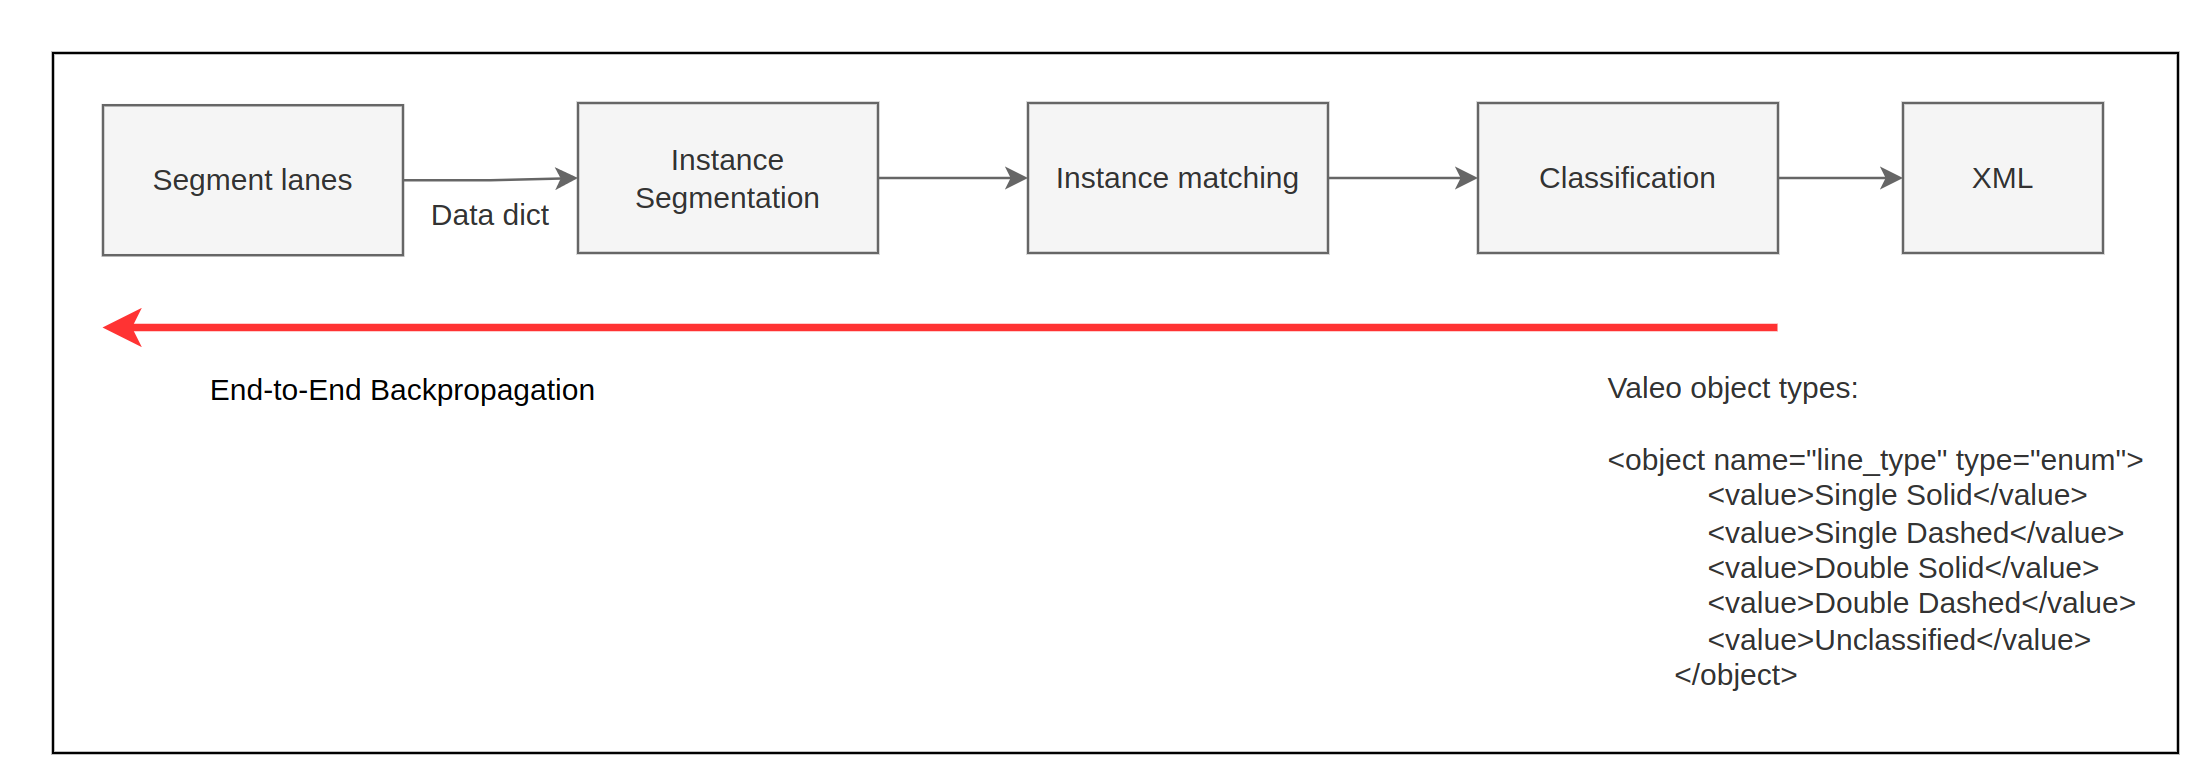 Segment lanes
Data dict
Instance
Segmentation
Instance matching
Classification
XML
End-to-End Backpropagation
Valeo object types:
<object name="line_type" type="enum">
<value>Single Solid</value>
<value>Single Dashed</value>
<value>Double Solid</value>
<value>Double Dashed</value>
<value>Unclassified</value>
</object>